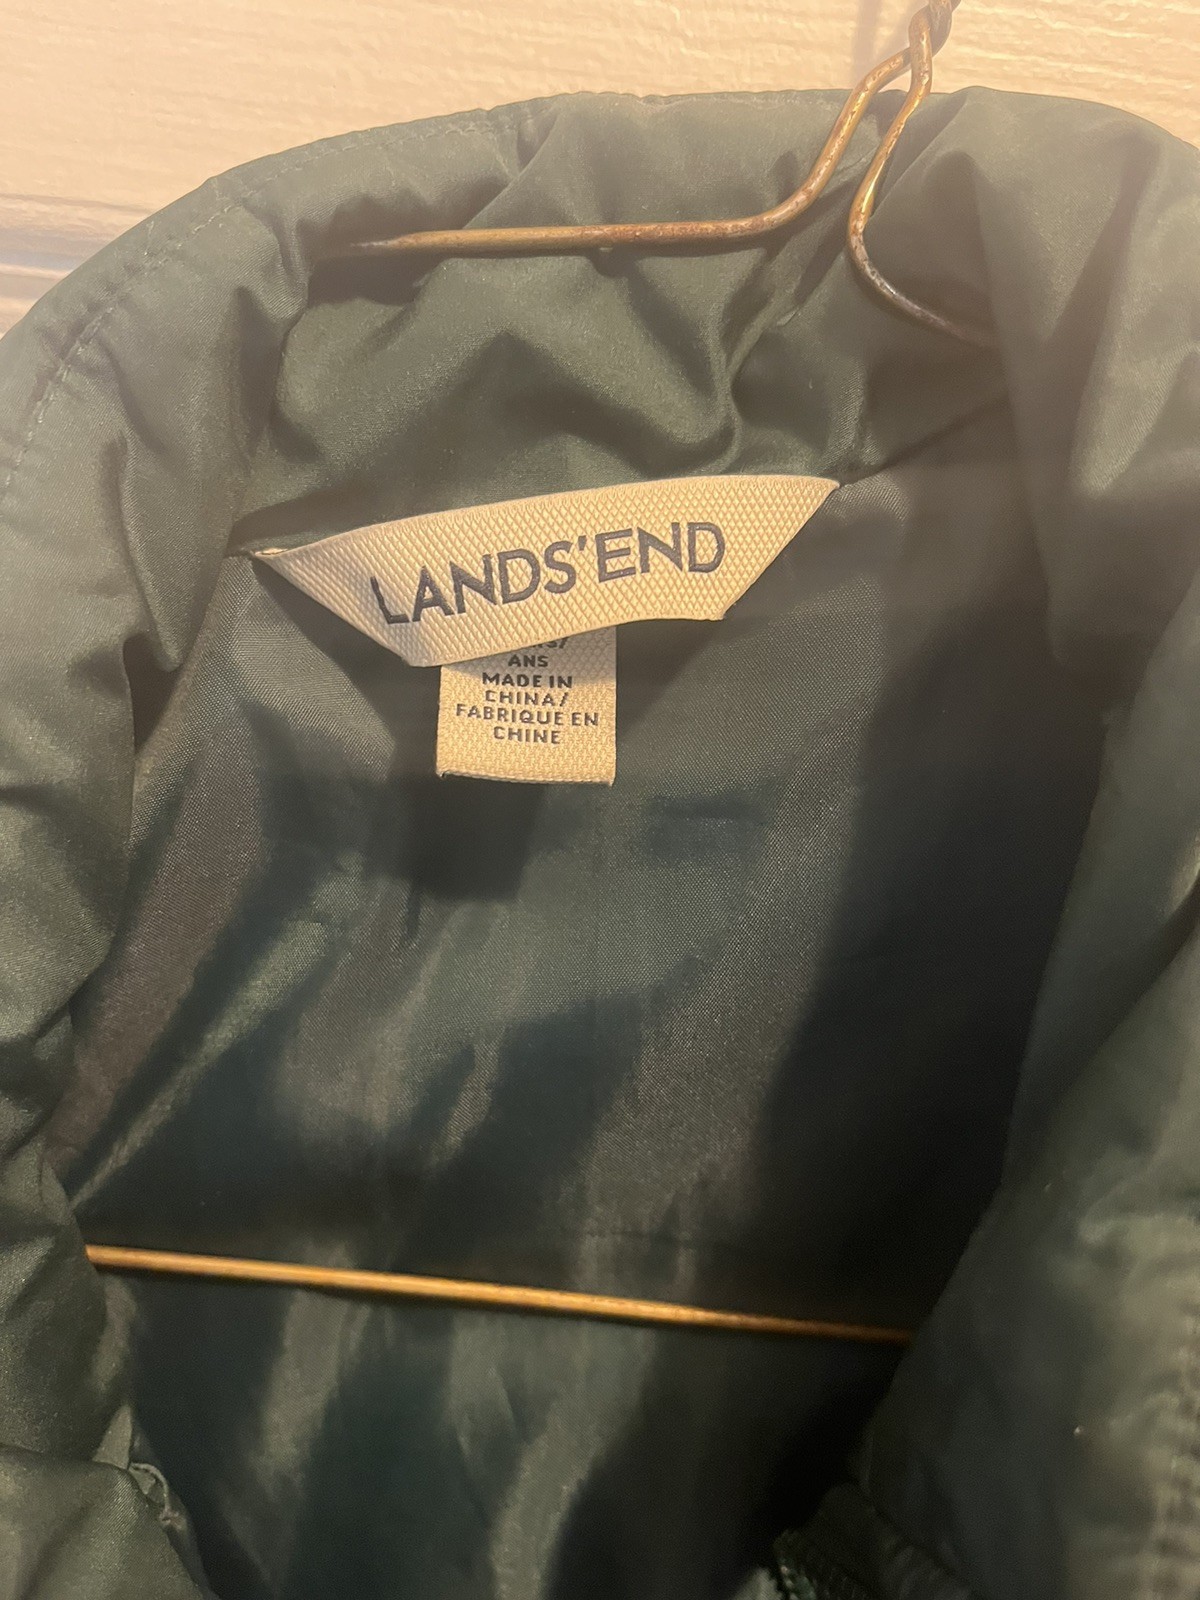 LANDS'END
ANS
MADE IN
CHINA/
FABRIQUE EN
CHINE